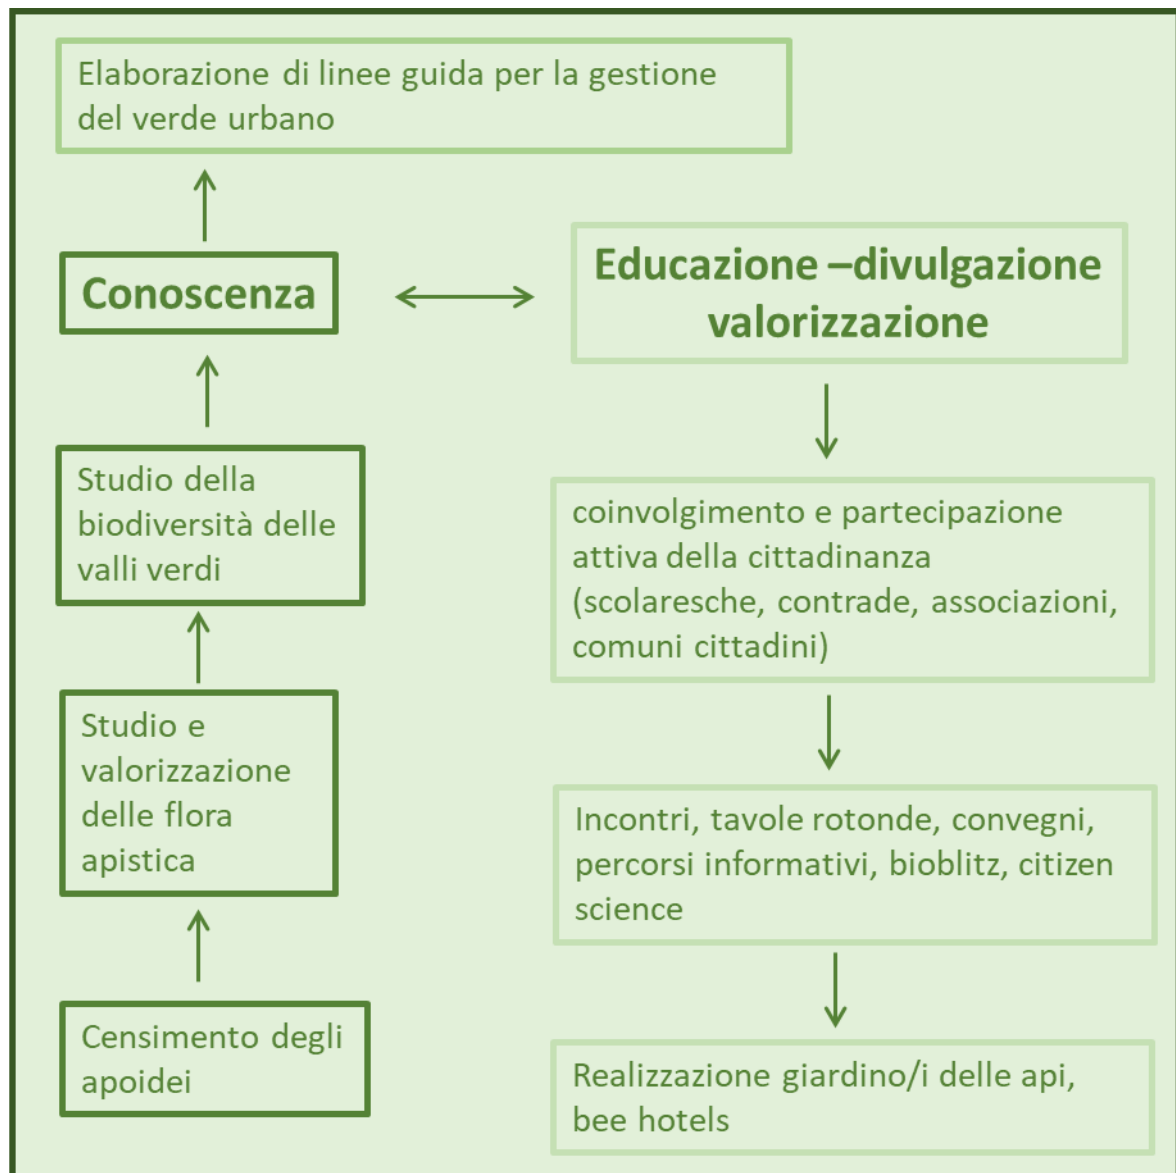 Elaborazione di linee guida per la gestione
del verde urbano
Conoscenza
Educazione –divulgazione
valorizzazione
Studio della
biodiversità delle
valli verdi
coinvolgimento e partecipazione
attiva della cittadinanza
(scolaresche, contrade, associazioni,
comuni cittadini)
Studio e
valorizzazione
delle flora
apistica
Incontri, tavole rotonde, convegni,
percorsi informativi, bioblitz, citizen
science
Censimento degli
apoidei
Realizzazione giardino/i delle api,
bee hotels